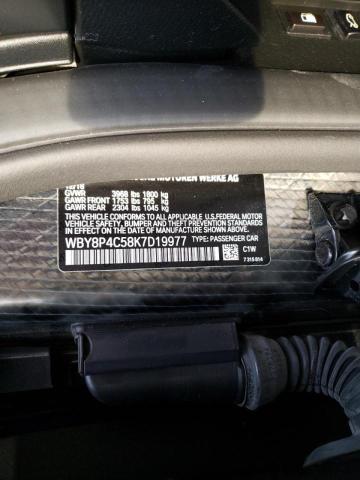 MOTOREN WERKE AG
10/18
GVWR 3968 lbs 1800 kg
GAWR FRONT 1753 lbs 795 kg
GAWR REAR 2304 lbs 1045 kg
THIS VEHICLE CONFORMS TO ALL APPLICABLE U.S. FEDERAL MOTOR
VEHICLE SAFETY, BUMPER, AND THEFT PREVENTION STANDARDS
IN EFFECT ON THE DATE OF MANUFACTURE SHOWN ABOVE.
WBY8P4C58K7D19977 TYPE: PASSENGER CAR
C1W
7 315 014